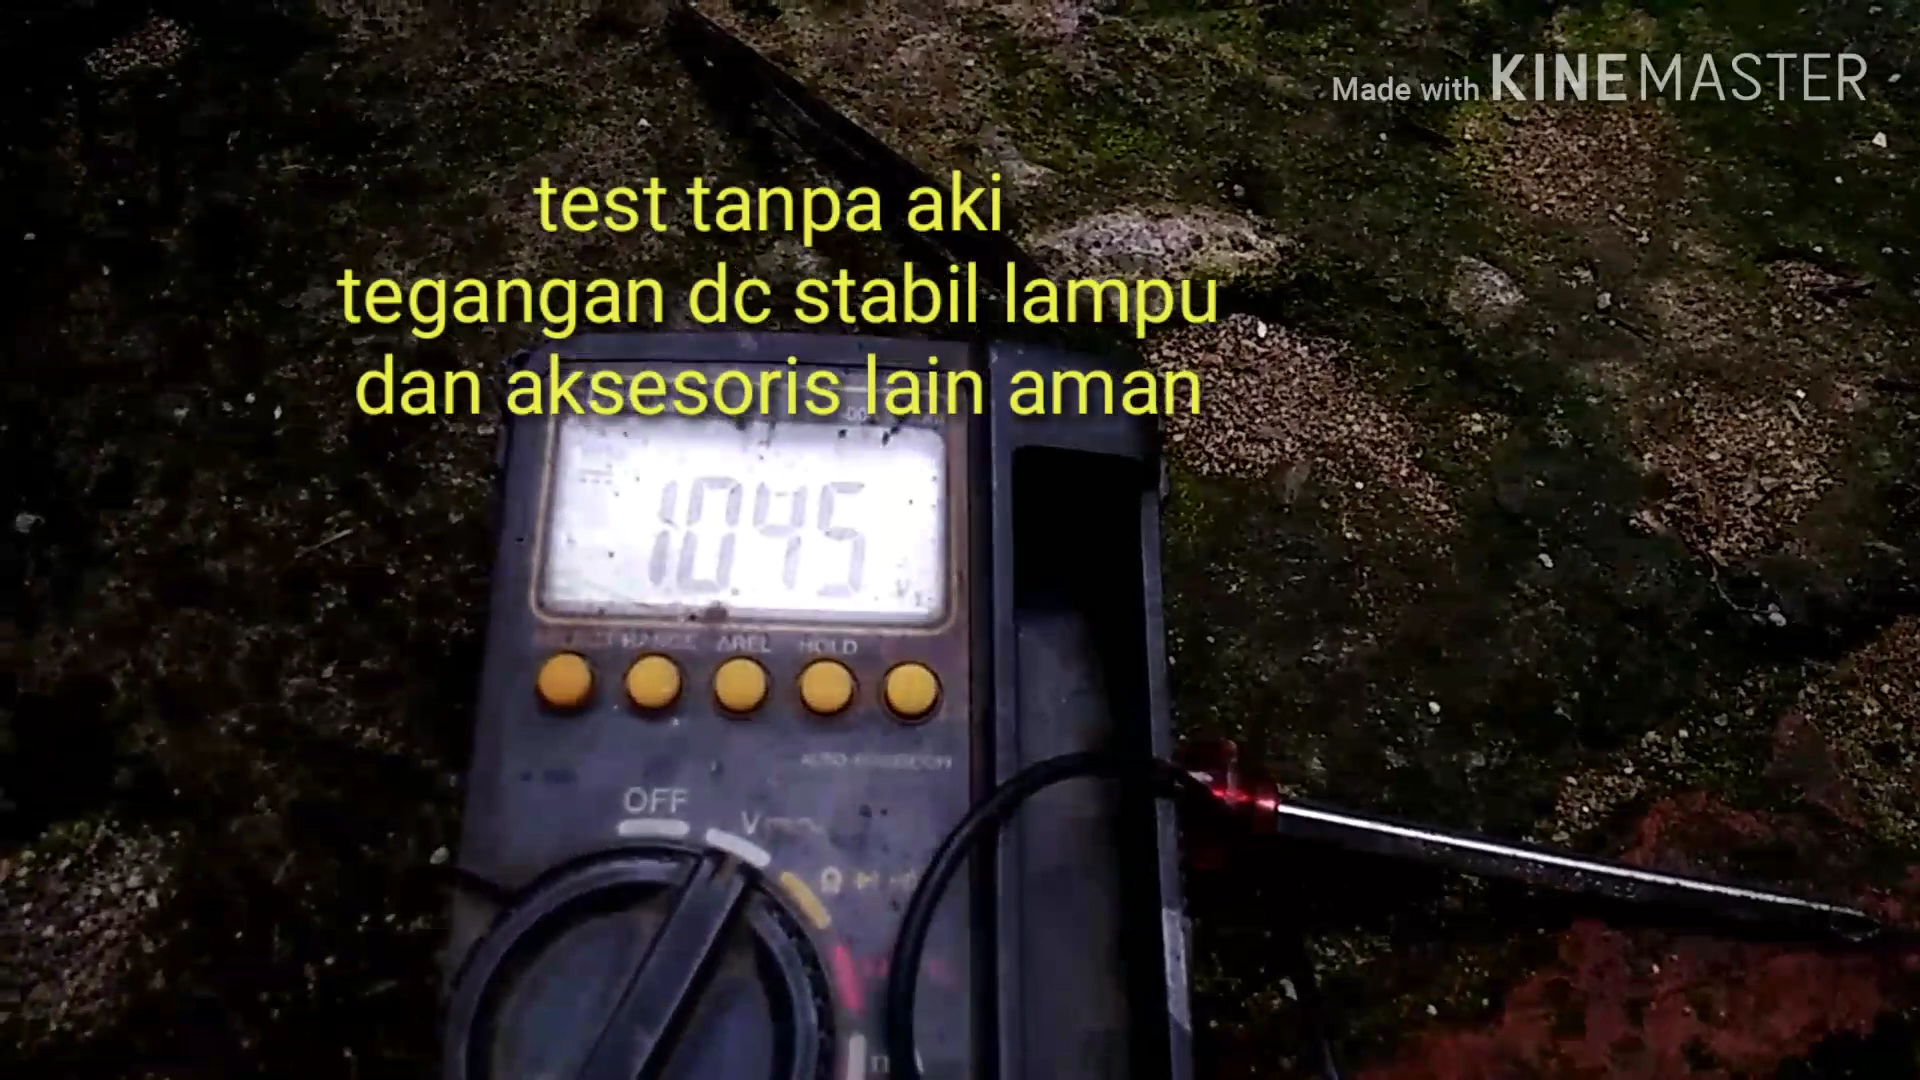 Made with KINEMASTER
test tanpa aki
tegangan dc stabil lampu
dan aksesoris lain aman
10.45
V
RANGE ΔREL HOLD
OFF
V
Ω